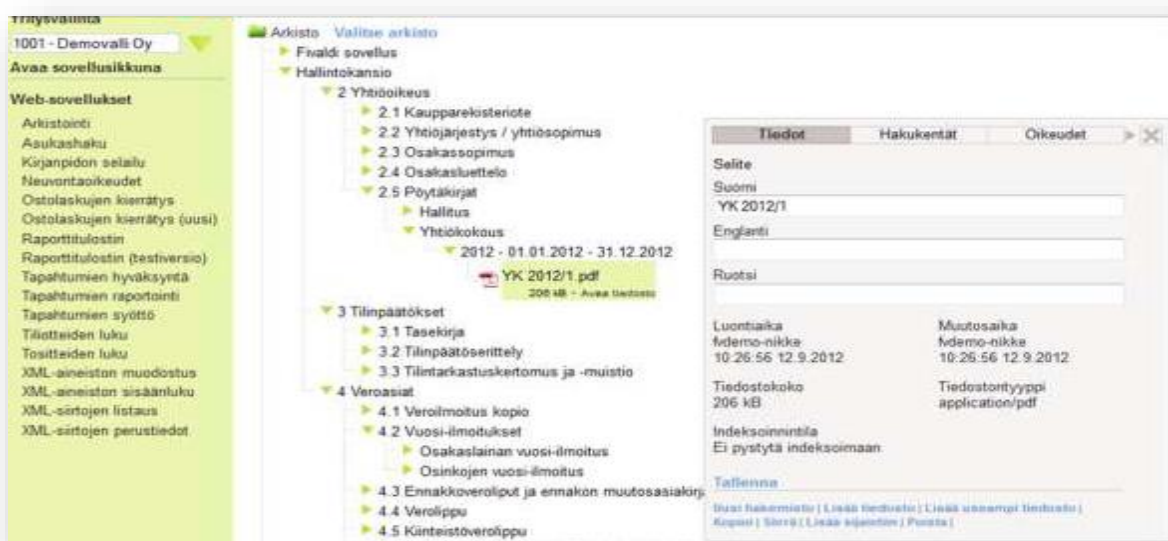 Yritysvalinta
1001 - Demovalli Oy
Avaa sovellusikkuna
Web-sovellukset
Arkistointi
Asukashaku
Kirjanpidon selailu
Neuvontaoikeudet
Ostolaskujen kierrätys
Ostolaskujen kierrätys (uusi)
Raporttitulostin
Raporttitulostin (testiversio)
Tapahtumien hyväksyntä
Tapahtumien raportointi
Tapahtumien syöttö
Tiliotteiden luku
Tositteiden luku
XML-aineiston muodostus
XML-aineiston sisäänluku
XML-siirtojen listaus
XML-siirtojen perustiedot
Arkisto Valitse arkisto
Fivaldi sovellus
Hallintokansio
2 Yhtiöoikeus
2.1 Kaupparekisteriote
2.2 Yhtiöjärjestys / yhtiösopimus
2.3 Osakassopimus
2.4 Osakasluettelo
2.5 Pöytäkirjat
Hallitus
Yhtiökokous
2012 - 01.01.2012 - 31.12.2012
YK 2012/1.pdf
206 kB - Avaa tiedosto
3 Tilinpäätökset
3.1 Tasekirja
3.2 Tilinpäätöserittely
3.3 Tilintarkastuskertomus ja -muistio
4 Veroasiat
4.1 Veroilmoitus kopio
4.2 Vuosi-ilmoitukset
Osakaslainan vuosi-ilmoitus
Osinkojen vuosi-ilmoitus
4.3 Ennakkoveroliput ja ennakon muutosasiakirj
4.4 Verolippu
4.5 Kiinteistöverolippu
Tiedot Hakukentät Oikeudet
Selite
Suomi
YK 2012/1
Englanti
Ruotsi
Luontiaika Muutosaika
fvdemo-nikke fvdemo-nikke
10:26:56 12.9.2012 10:26:56 12.9.2012
Tiedostokoko Tiedostontyyppi
206 kB application/pdf
Indeksoinnintila
Ei pystytä indeksoimaan
Tallenna
Uusi hakemisto | Lisää tiedosto | Lisää useampi tiedosto |
Kopioi | Siirrä | Lisää sijaintiin | Poista |